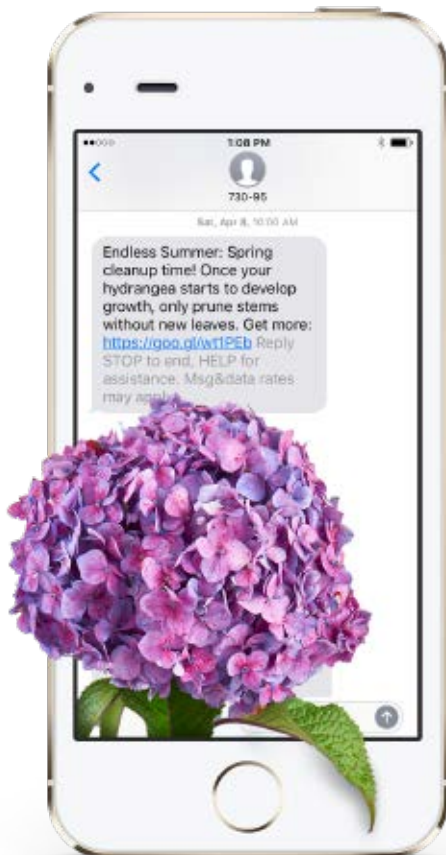 1:08 PM
730-95
Sat, Apr 8, 10:00 AM
Endless Summer: Spring
cleanup time! Once your
hydrangea starts to develop
growth, only prune stems
without new leaves. Get more:
https://goo.gl/wt1PEb Reply
STOP to end, HELP for
assistance. Msg&data rates
may